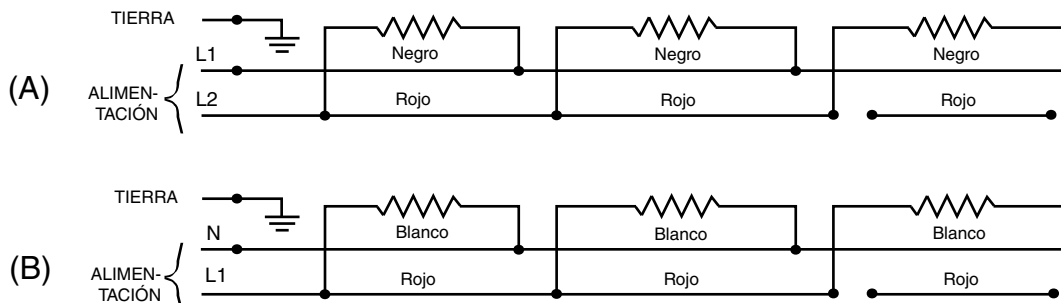 TIERRA
Negro Negro Negro
L1
(A)
ALIMEN-
TACIÓN
L2
Rojo Rojo Rojo
TIERRA
Blanco Blanco Blanco
N
(B)
ALIMEN-
TACIÓN
L1
Rojo Rojo Rojo